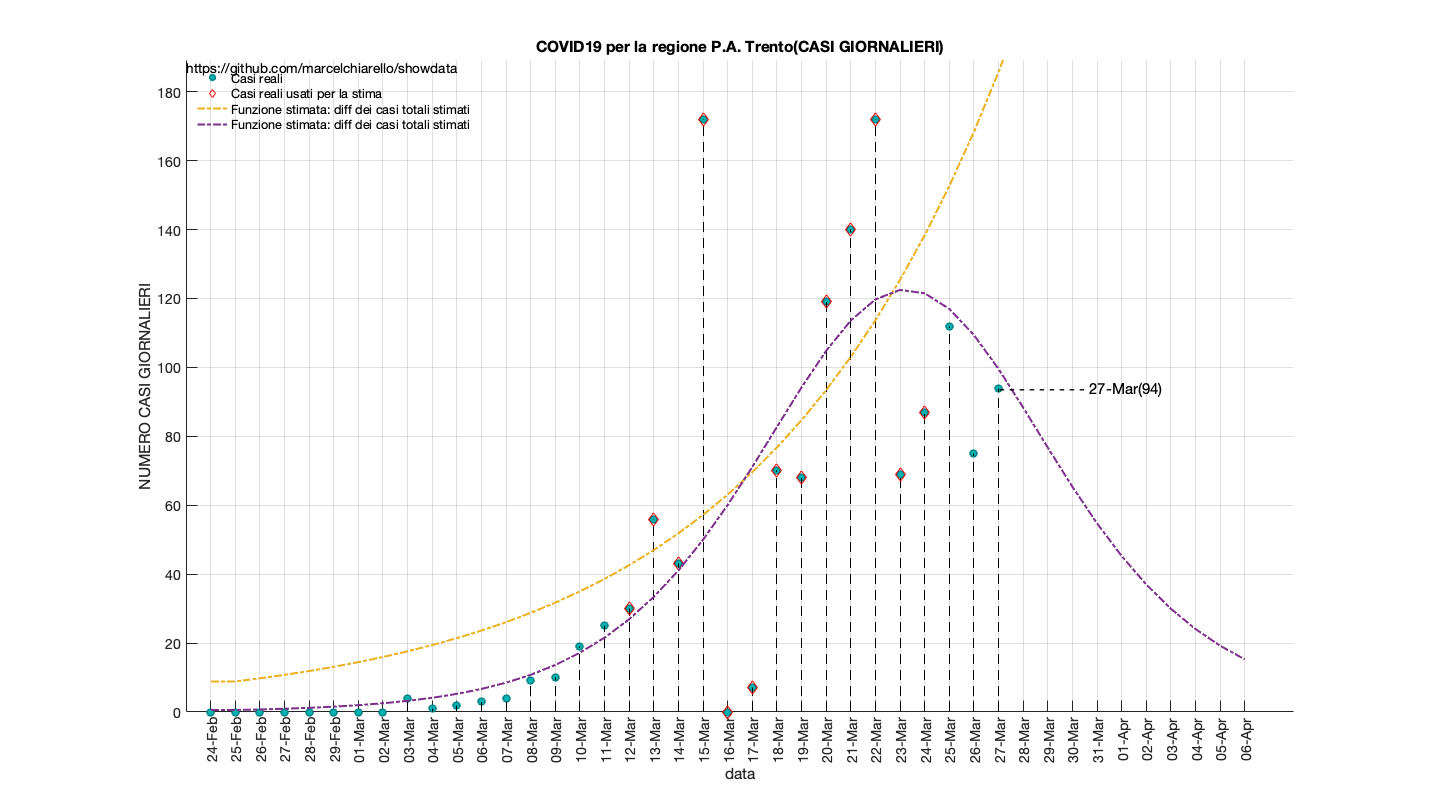 COVID19 per la regione P.A. Trento(CASI GIORNALIERI)
https://github.com/marcelchiarello/showdata
Casi reali
Casi reali usati per la stima
Funzione stimata: diff dei casi totali stimati
Funzione stimata: diff dei casi totali stimati
NUMERO CASI GIORNALIERI
180
160
140
120
100
80
60
40
20
0
27-Mar(94)
24-Feb
25-Feb
26-Feb
27-Feb
28-Feb
29-Feb
01-Mar
02-Mar
03-Mar
04-Mar
05-Mar
06-Mar
07-Mar
08-Mar
09-Mar
10-Mar
11-Mar
12-Mar
13-Mar
14-Mar
15-Mar
16-Mar
17-Mar
18-Mar
19-Mar
20-Mar
21-Mar
22-Mar
23-Mar
24-Mar
25-Mar
26-Mar
27-Mar
28-Mar
29-Mar
30-Mar
31-Mar
01-Apr
02-Apr
03-Apr
04-Apr
05-Apr
06-Apr
data